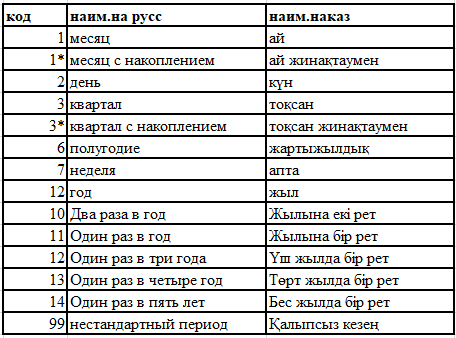 код наим.на русс наим.наказ
1 месяц ай
1* месяц с накоплением ай жинақтаумен
2 день күн
3 квартал тоқсан
3* квартал с накоплением тоқсан жинақтаумен
6 полугодие жартыжылдық
7 неделя апта
12 год жыл
10 Два раза в год Жылына екі рет
11 Один раз в год Жылына бір рет
12 Один раз в три года Үш жылда бір рет
13 Один раз в четыре год Төрт жылда бір рет
14 Один раз в пять лет Бес жылда бір рет
99 нестандартный период Қалыпсыз кезең